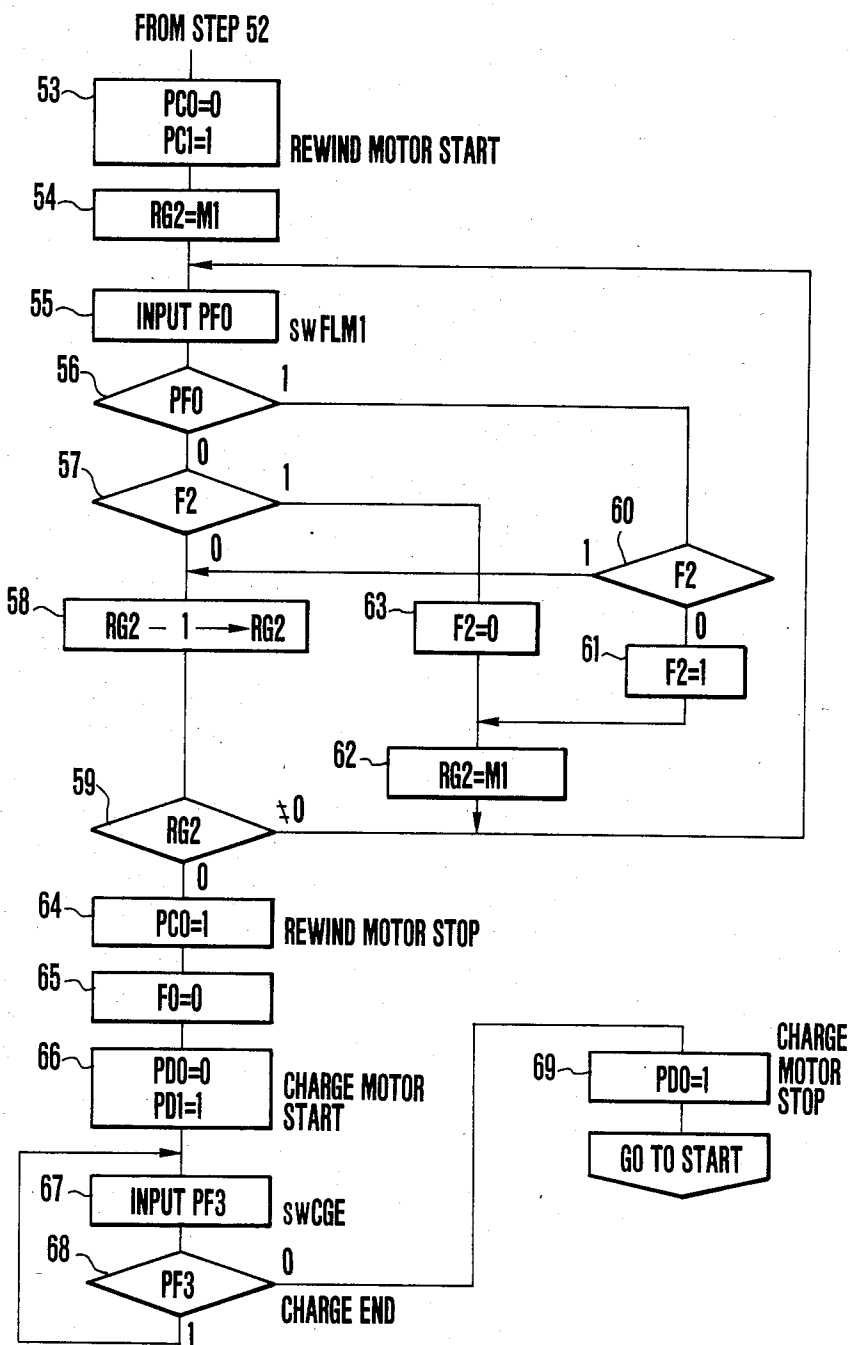 FROM STEP 52
53
PC0=0
PC1=1
REWIND MOTOR START
54
RG2=M1
55
INPUT PF0
swFLM1
56
PF0
1
0
57
F2
1
0
60
F2
1
0
58
RG2 — 1 → RG2
63
F2=0
61
F2=1
62
RG2=M1
59
RG2
≠0
0
64
PC0=1
REWIND MOTOR STOP
65
F0=0
66
PD0=0
PD1=1
CHARGE MOTOR
START
67
INPUT PF3
swCGE
68
PF3
0
CHARGE END
1
69
PD0=1
CHARGE
MOTOR
STOP
GO TO START